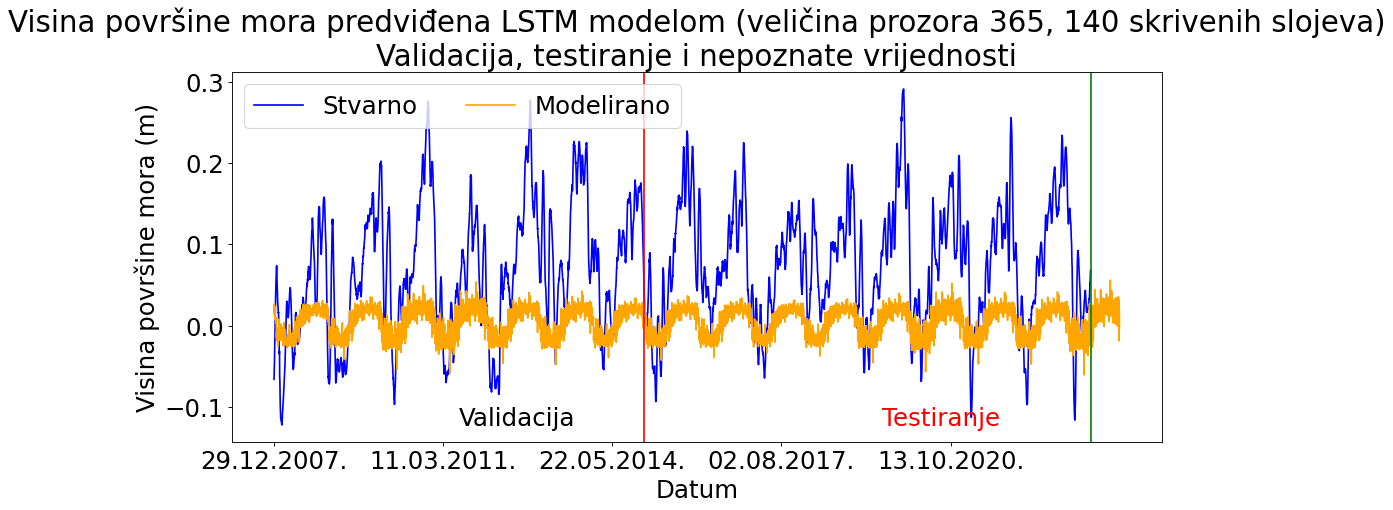 Visina površine mora predviđena LSTM modelom (veličina prozora 365, 140 skrivenih slojeva)
Validacija, testiranje i nepoznate vrijednosti
Stvarno Modelirano
Visina površine mora (m)
0.3
0.2
0.1
0.0
−0.1
Validacija Testiranje
29.12.2007. 11.03.2011. 22.05.2014. 02.08.2017. 13.10.2020.
Datum